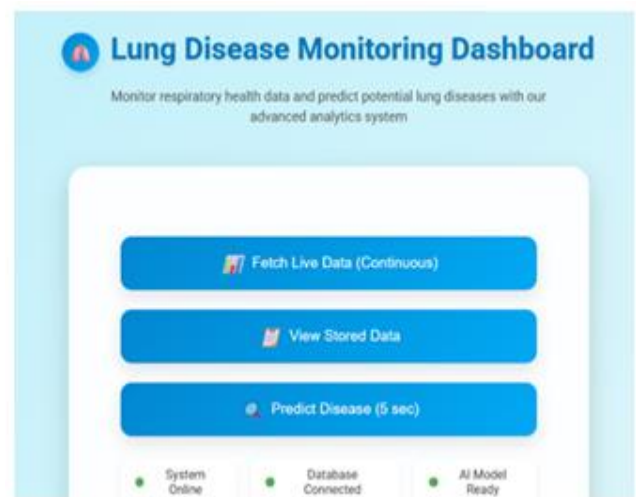 Lung Disease Monitoring Dashboard
Monitor respiratory health data and predict potential lung diseases with our
advanced analytics system
Fetch Live Data (Continuous)
View Stored Data
Predict Disease (5 sec)
System
Online
Database
Connected
AI Model
Ready